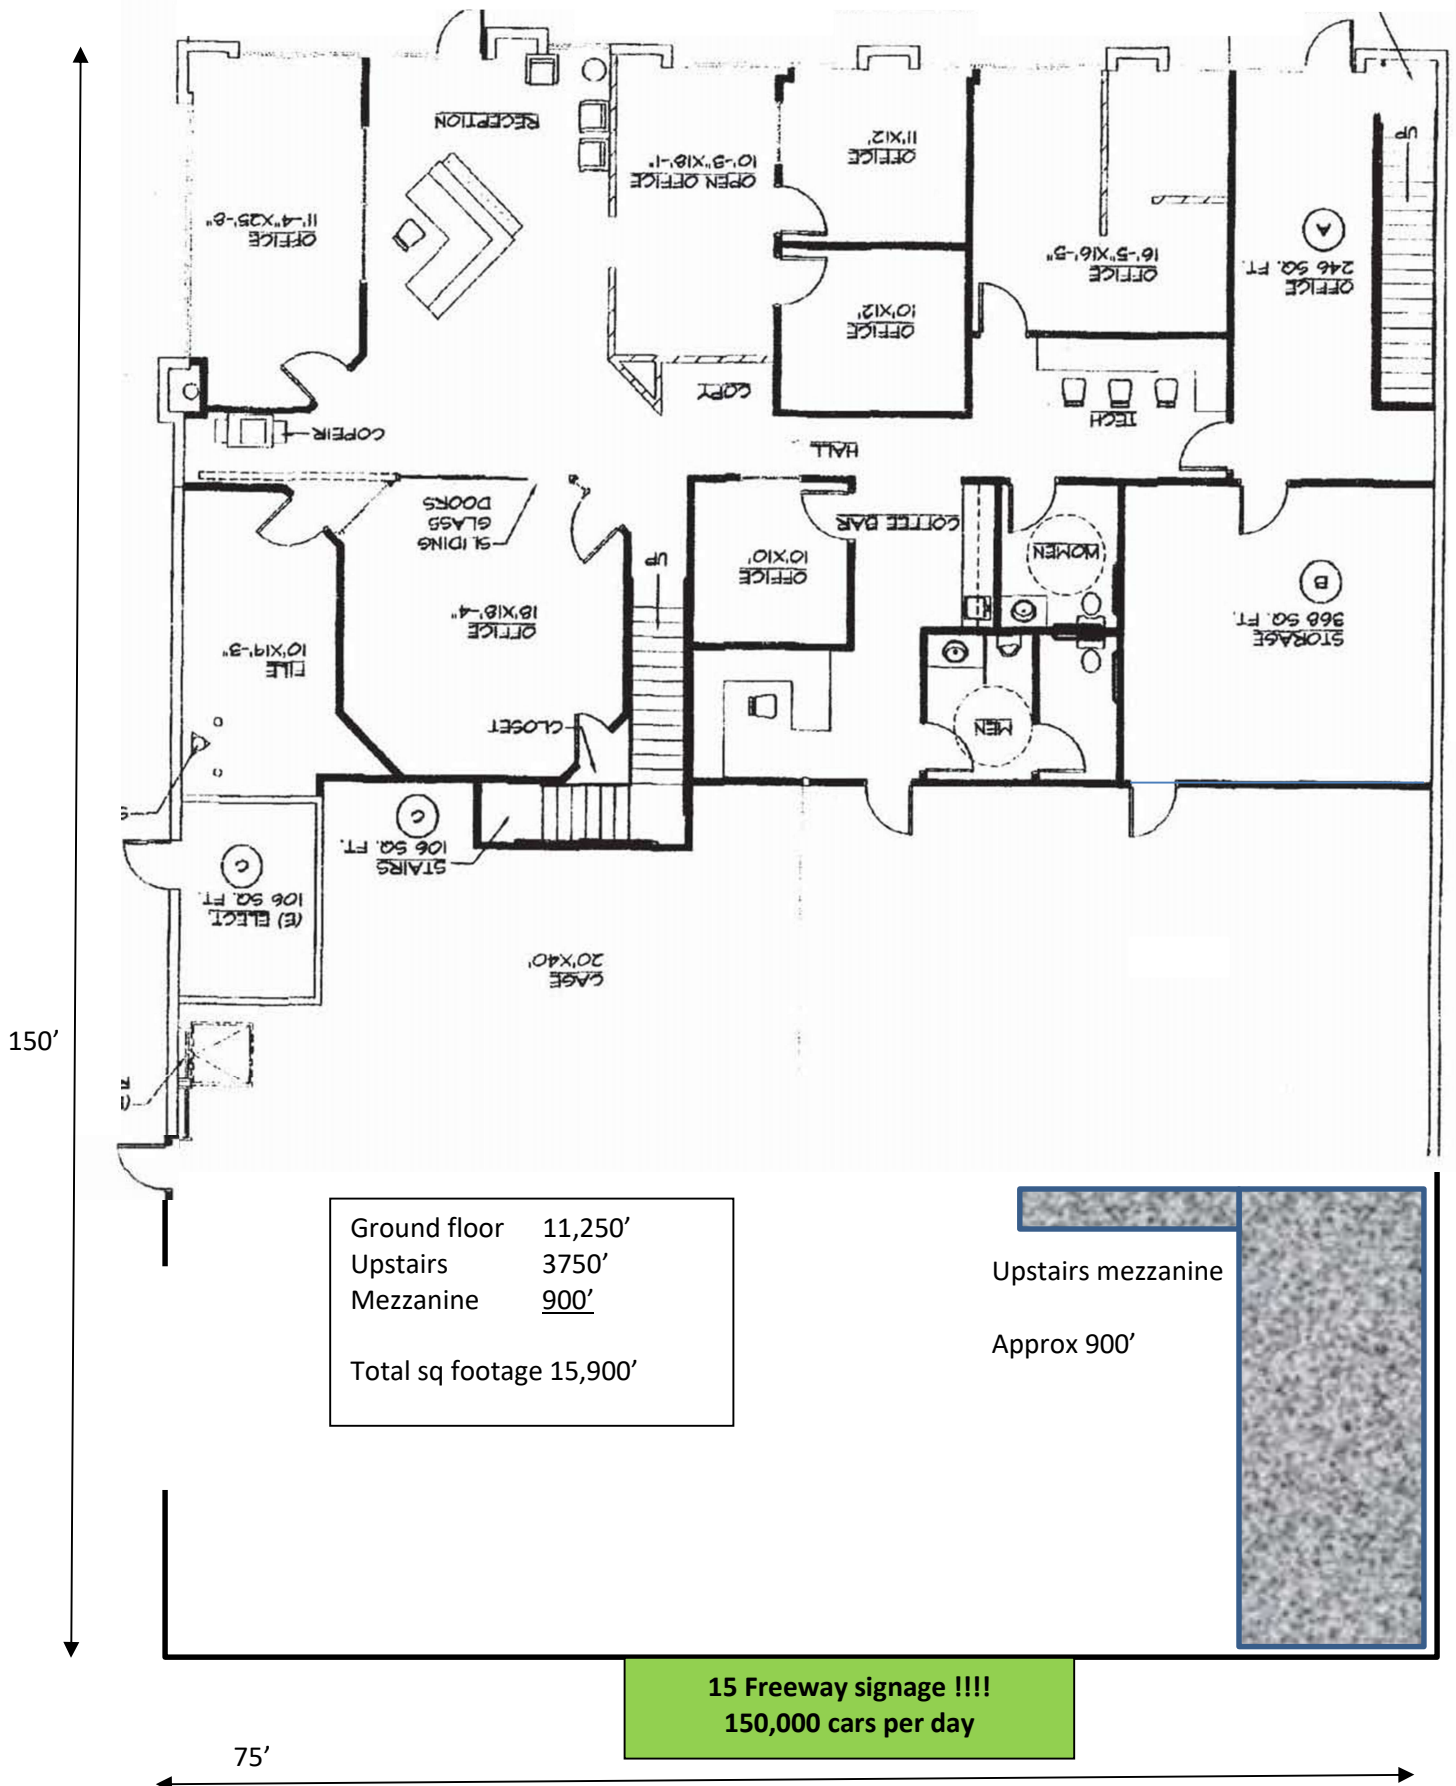 RECEPTION
OFFICE
11'-4"X25'-8"
OPEN OFFICE
10'-3"X18'-1"
OFFICE
11'X12'
OFFICE
10'X12'
OFFICE
16'-5"X16'-5"
UP
A
OFFICE
246 SQ. FT.
COPY
TECH
COPEIR
HALL
SLIDING
GLASS
DOORS
COFFEE BAR
WOMEN
UP
OFFICE
10'X10'
B
STORAGE
368 SQ. FT.
OFFICE
18'X18'-4"
FILE
10'X19'-3"
CLOSET
MEN
C
STAIRS
106 SQ. FT.
C
(E) ELECT.
106 SQ. FT.
CAGE
20'X40'
150’
Ground floor 11,250’
Upstairs 3750’
Mezzanine 900’
Total sq footage 15,900’
Upstairs mezzanine
Approx 900’
15 Freeway signage !!!!
150,000 cars per day
75’